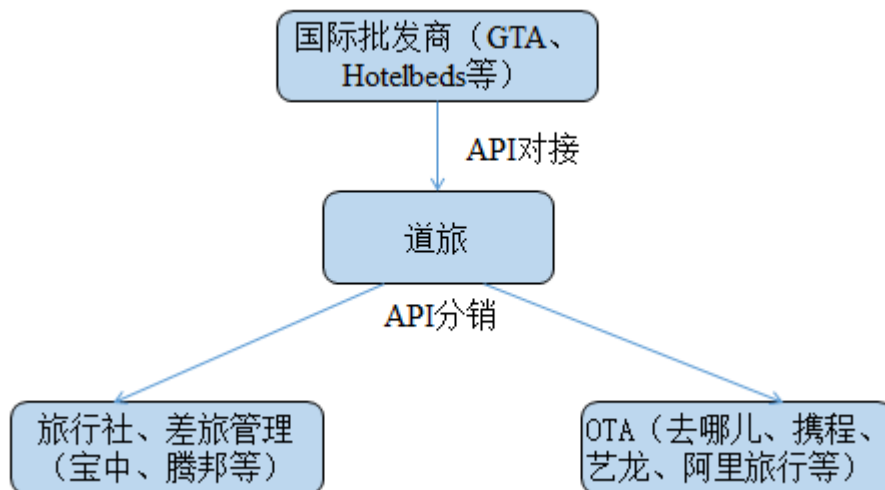 国际批发商（GTA、
Hotelbeds等）
API对接
道旅
API分销
旅行社、差旅管理
（宝中、腾邦等）
OTA（去哪儿、携程、
艺龙、阿里旅行等）